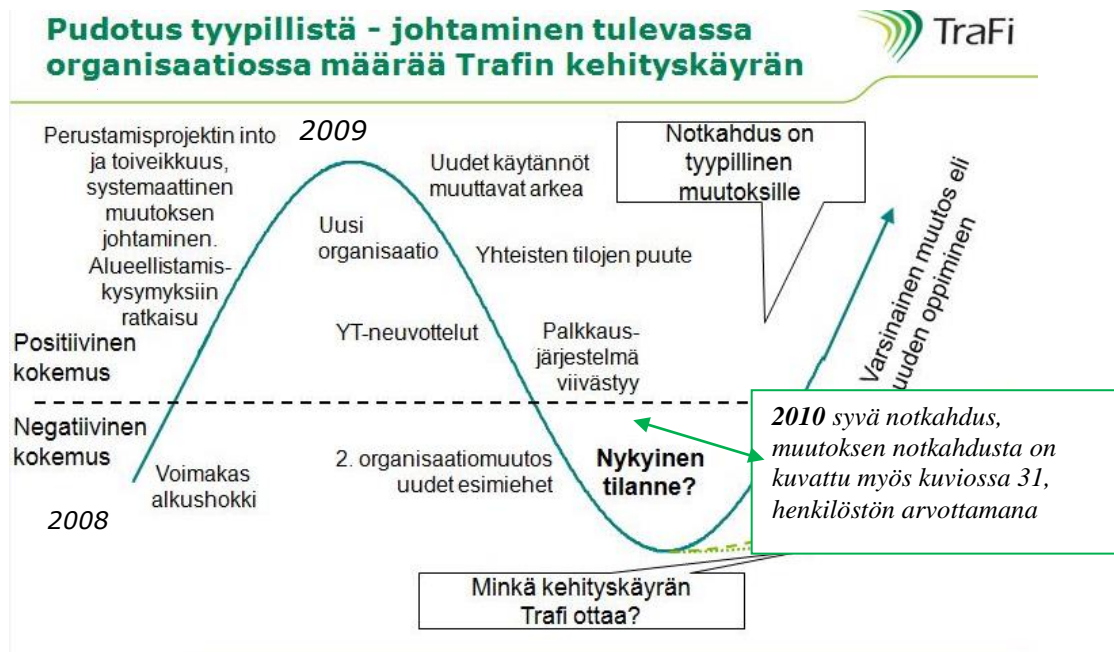 Pudotus tyypillistä - johtaminen tulevassa
organisaatiossa määrää Trafin kehityskäyrän
TraFi
Perustamisprojektin into
ja toiveikkuus,
systemaattinen
muutoksen
johtaminen.
Alueellistamis-
kysymyksiin
ratkaisu
2009
Uudet käytännöt
muuttavat arkea
Notkahdus on
tyypillinen
muutoksille
Uusi
organisaatio
Yhteisten tilojen puute
Varsinainen muutos eli
uuden oppiminen
YT-neuvottelut
Palkkaus-
järjestelmä
viivästyy
Positiivinen
kokemus
Negatiivinen
kokemus
Voimakas
alkushokki
2008
2. organisaatiomuutos
uudet esimiehet
Nykyinen
tilanne?
2010 syvä notkahdus,
muutoksen notkahdusta on
kuvattu myös kuviossa 31,
henkilöstön arvottamana
Minkä kehityskäyrän
Trafi ottaa?